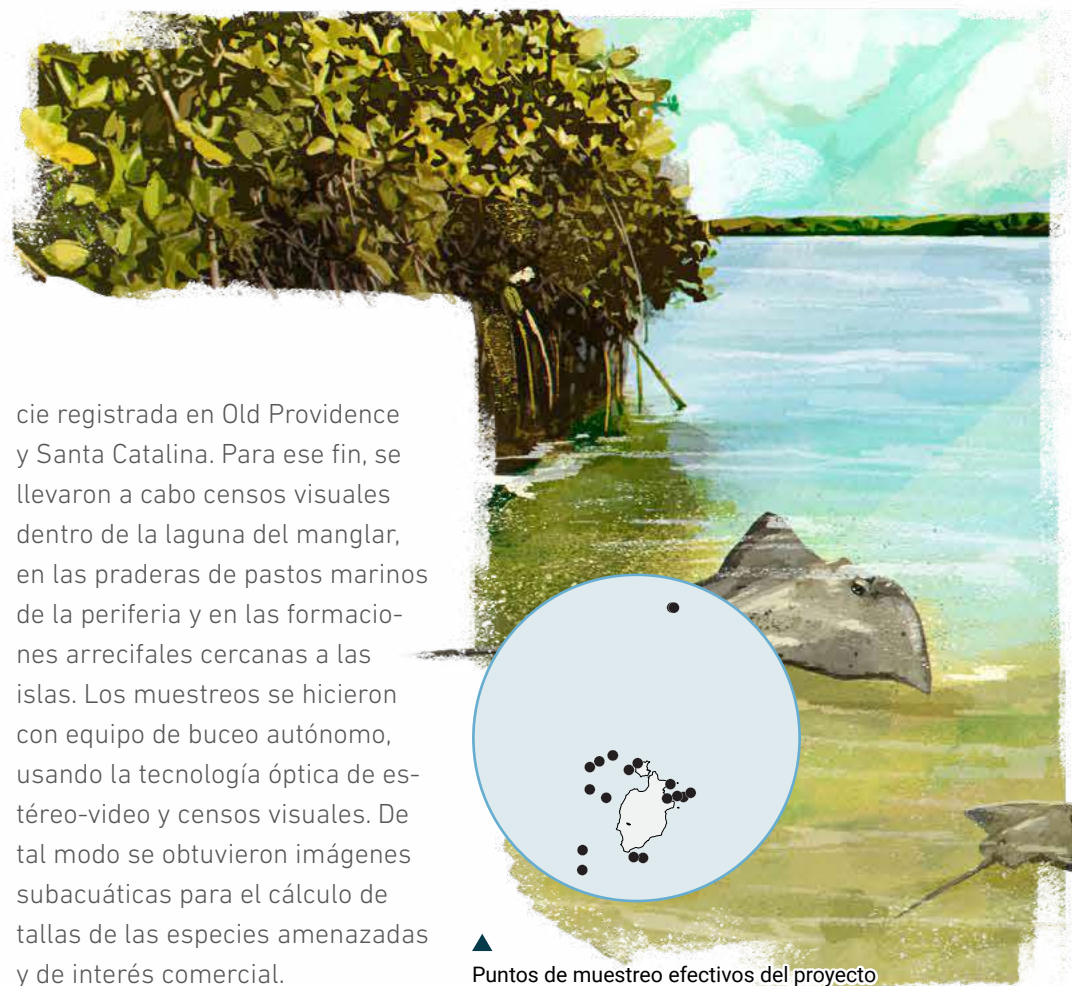 cie registrada en Old Providence
y Santa Catalina. Para ese fin, se
llevaron a cabo censos visuales
dentro de la laguna del manglar,
en las praderas de pastos marinos
de la periferia y en las formacio-
nes arrecifales cercanas a las
islas. Los muestreos se hicieron
con equipo de buceo autónomo,
usando la tecnología óptica de es-
téreo-video y censos visuales. De
tal modo se obtuvieron imágenes
subacuáticas para el cálculo de
tallas de las especies amenazadas
y de interés comercial.
Puntos de muestreo efectivos del proyecto